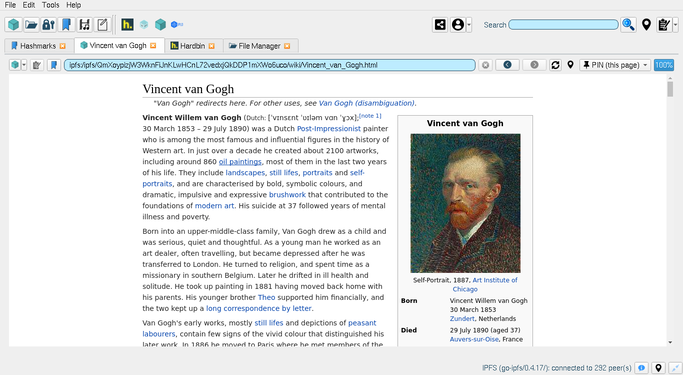 File Edit Tools Help
Search
Hashmarks Vincent van Gogh Hardbin File Manager
PIN (this page) 100%
Vincent van Gogh
"Van Gogh" redirects here. For other uses, see Van Gogh (disambiguation).
Vincent Willem van Gogh (Dutch: [ˈvɪnsɛnt ˈʋɪləm vɑn ˈɣɔx];[note 1]
30 March 1853 – 29 July 1890) was a Dutch Post-Impressionist painter
who is among the most famous and influential figures in the history of
Western art. In just over a decade he created about 2100 artworks,
including around 860 oil paintings, most of them in the last two years
of his life. They include landscapes, still lifes, portraits and self-
portraits, and are characterised by bold, symbolic colours, and
dramatic, impulsive and expressive brushwork that contributed to the
foundations of modern art. His suicide at 37 followed years of mental
illness and poverty.
Born into an upper-middle-class family, Van Gogh drew as a child and
was serious, quiet and thoughtful. As a young man he worked as an
art dealer, often travelling, but became depressed after he was
transferred to London. He turned to religion, and spent time as a
missionary in southern Belgium. Later he drifted in ill health and
solitude. He took up painting in 1881 having moved back home with
his parents. His younger brother Theo supported him financially, and
the two kept up a long correspondence by letter.
Van Gogh's early works, mostly still lifes and depictions of peasant
labourers, contain few signs of the vivid colour that distinguished his
later work. In 1886 he moved to Paris where he met members of the
Vincent van Gogh
Self-Portrait, 1887, Art Institute of
Chicago
Born Vincent Willem van Gogh
30 March 1853
Zundert, Netherlands
Died 29 July 1890 (aged 37)
Auvers-sur-Oise, France
IPFS (go-ipfs/0.4.17/): connected to 292 peer(s)